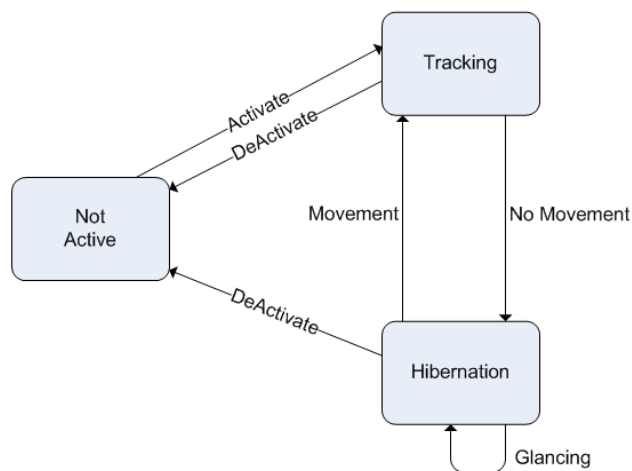 Tracking
Activate
DeActivate
Not
Active
Movement
No Movement
DeActivate
Hibernation
Glancing